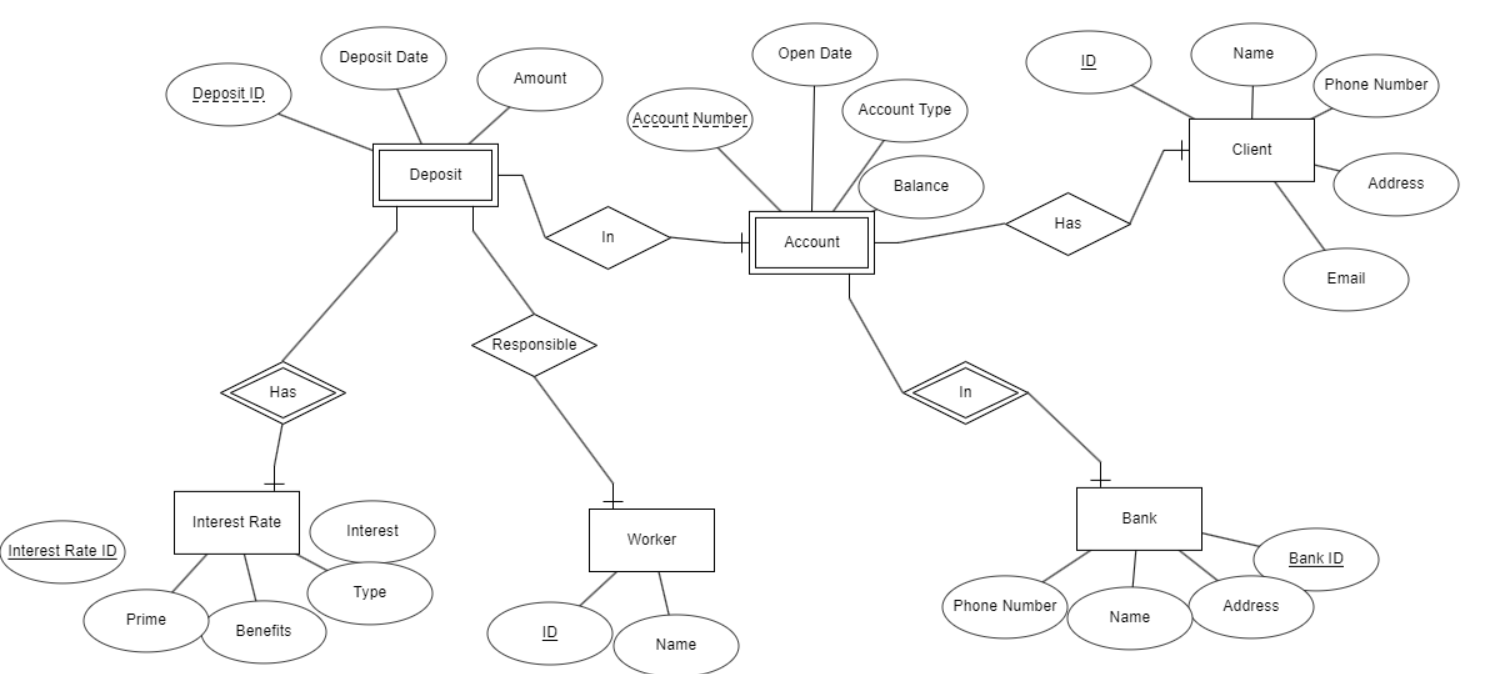 Deposit ID
Deposit Date
Amount
Deposit
Account Number
Open Date
Account Type
Balance
Account
ID
Name
Phone Number
Client
Address
Email
In
Has
Has
Responsible
In
Interest Rate
Interest Rate ID
Interest
Type
Prime
Benefits
Worker
ID
Name
Bank
Bank ID
Phone Number
Name
Address